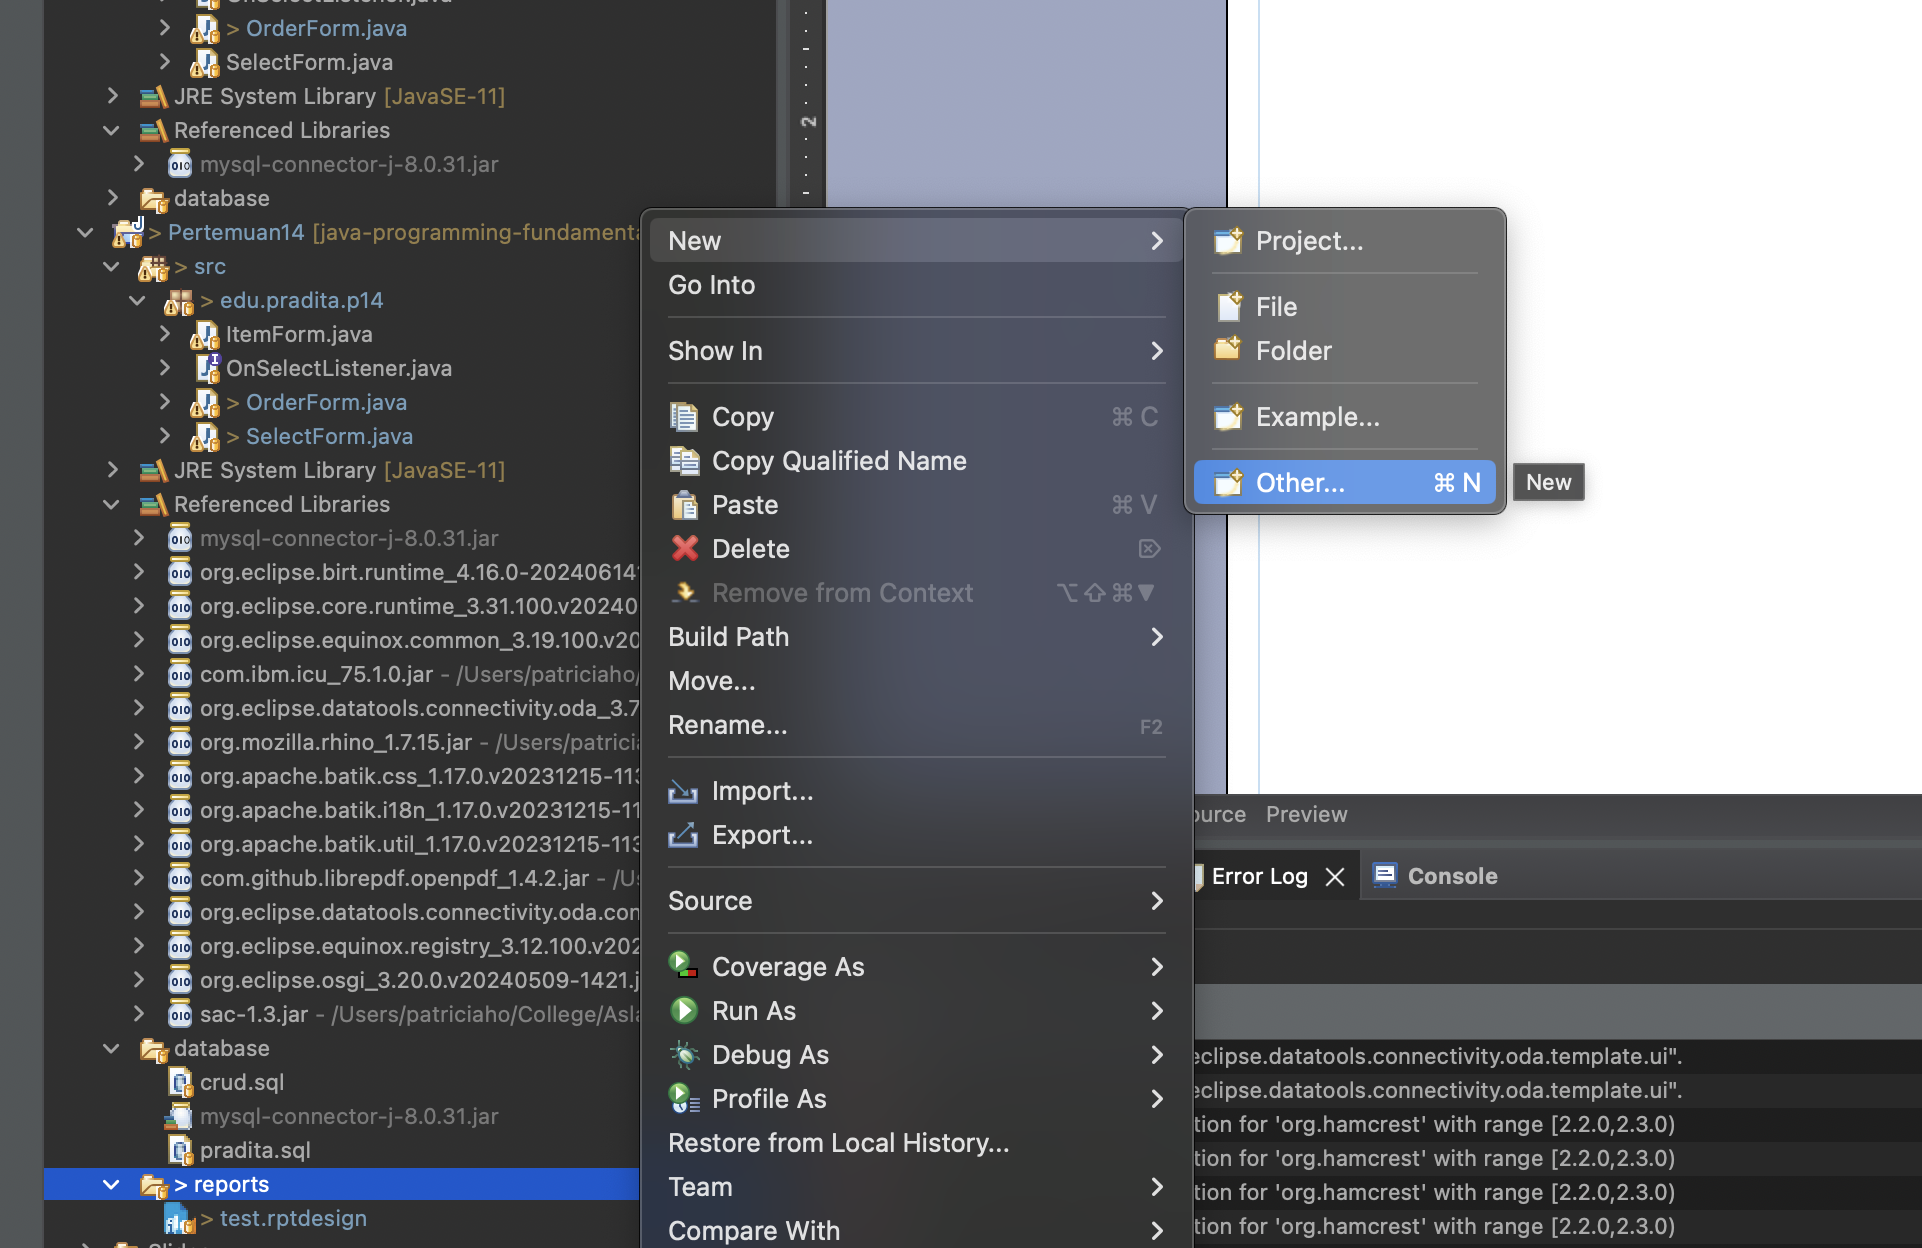 OnSelectListener.java
> OrderForm.java
SelectForm.java
JRE System Library [JavaSE-11]
Referenced Libraries
mysql-connector-j-8.0.31.jar
database
> Pertemuan14 [java-programming-fundamenta
> src
> edu.pradita.p14
ItemForm.java
OnSelectListener.java
> OrderForm.java
> SelectForm.java
JRE System Library [JavaSE-11]
Referenced Libraries
mysql-connector-j-8.0.31.jar
org.eclipse.birt.runtime_4.16.0-20240614
org.eclipse.core.runtime_3.31.100.v20240
org.eclipse.equinox.common_3.19.100.v20
com.ibm.icu_75.1.0.jar - /Users/patriciaho/
org.eclipse.datatools.connectivity.oda_3.7
org.mozilla.rhino_1.7.15.jar - /Users/patricia
org.apache.batik.css_1.17.0.v20231215-113
org.apache.batik.i18n_1.17.0.v20231215-11
org.apache.batik.util_1.17.0.v20231215-113
com.github.librepdf.openpdf_1.4.2.jar - /Us
org.eclipse.datatools.connectivity.oda.con
org.eclipse.equinox.registry_3.12.100.v202
org.eclipse.osgi_3.20.0.v20240509-1421.j
sac-1.3.jar - /Users/patriciaho/College/Asla
database
crud.sql
mysql-connector-j-8.0.31.jar
pradita.sql
> reports
> test.rptdesign
2
New
Go Into
Show In
Copy ⌘ C
Copy Qualified Name
Paste ⌘ V
Delete ⌦
Remove from Context ⌥⇧⌘▼
Build Path
Move...
Rename... F2
Import...
Export...
Source
Coverage As
Run As
Debug As
Profile As
Restore from Local History...
Team
Compare With
Project...
File
Folder
Example...
Other... ⌘ N
New
ource Preview
Error Log Console
eclipse.datatools.connectivity.oda.template.ui".
eclipse.datatools.connectivity.oda.template.ui".
tion for 'org.hamcrest' with range [2.2.0,2.3.0)
tion for 'org.hamcrest' with range [2.2.0,2.3.0)
tion for 'org.hamcrest' with range [2.2.0,2.3.0)
tion for 'org.hamcrest' with range [2.2.0,2.3.0)